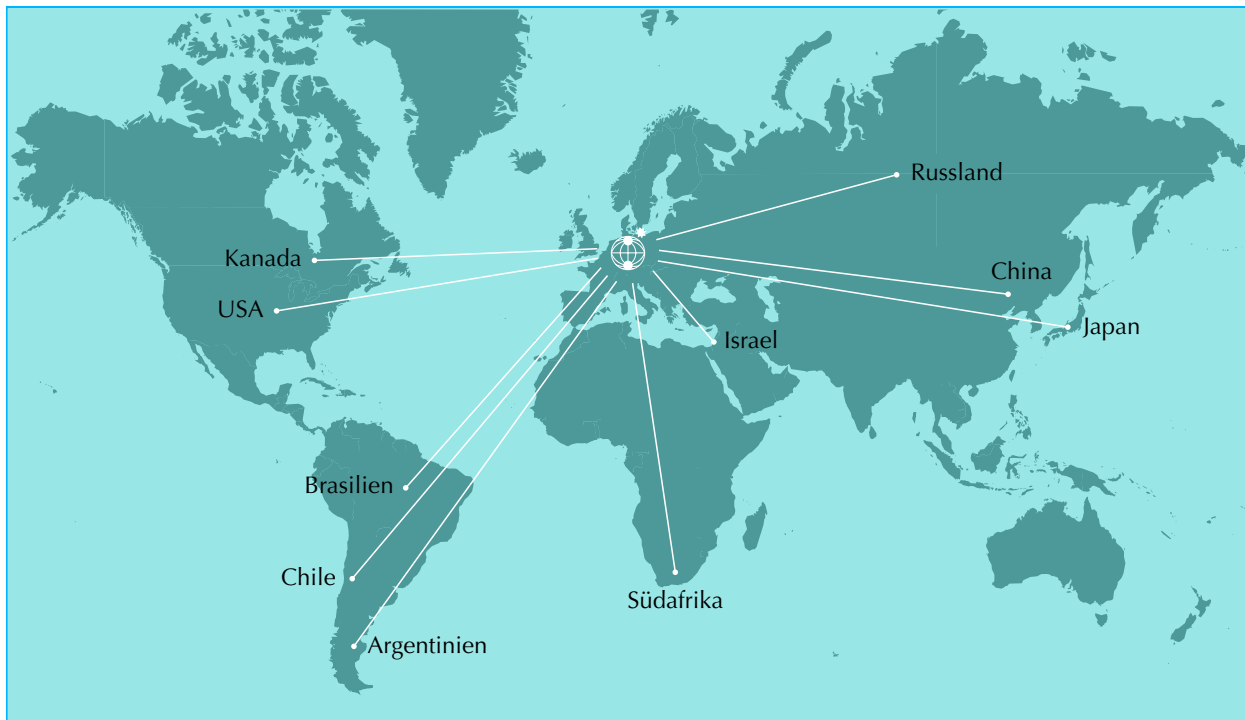 Russland
Kanada
China
USA
Japan
Israel
Brasilien
Chile
Südafrika
Argentinien